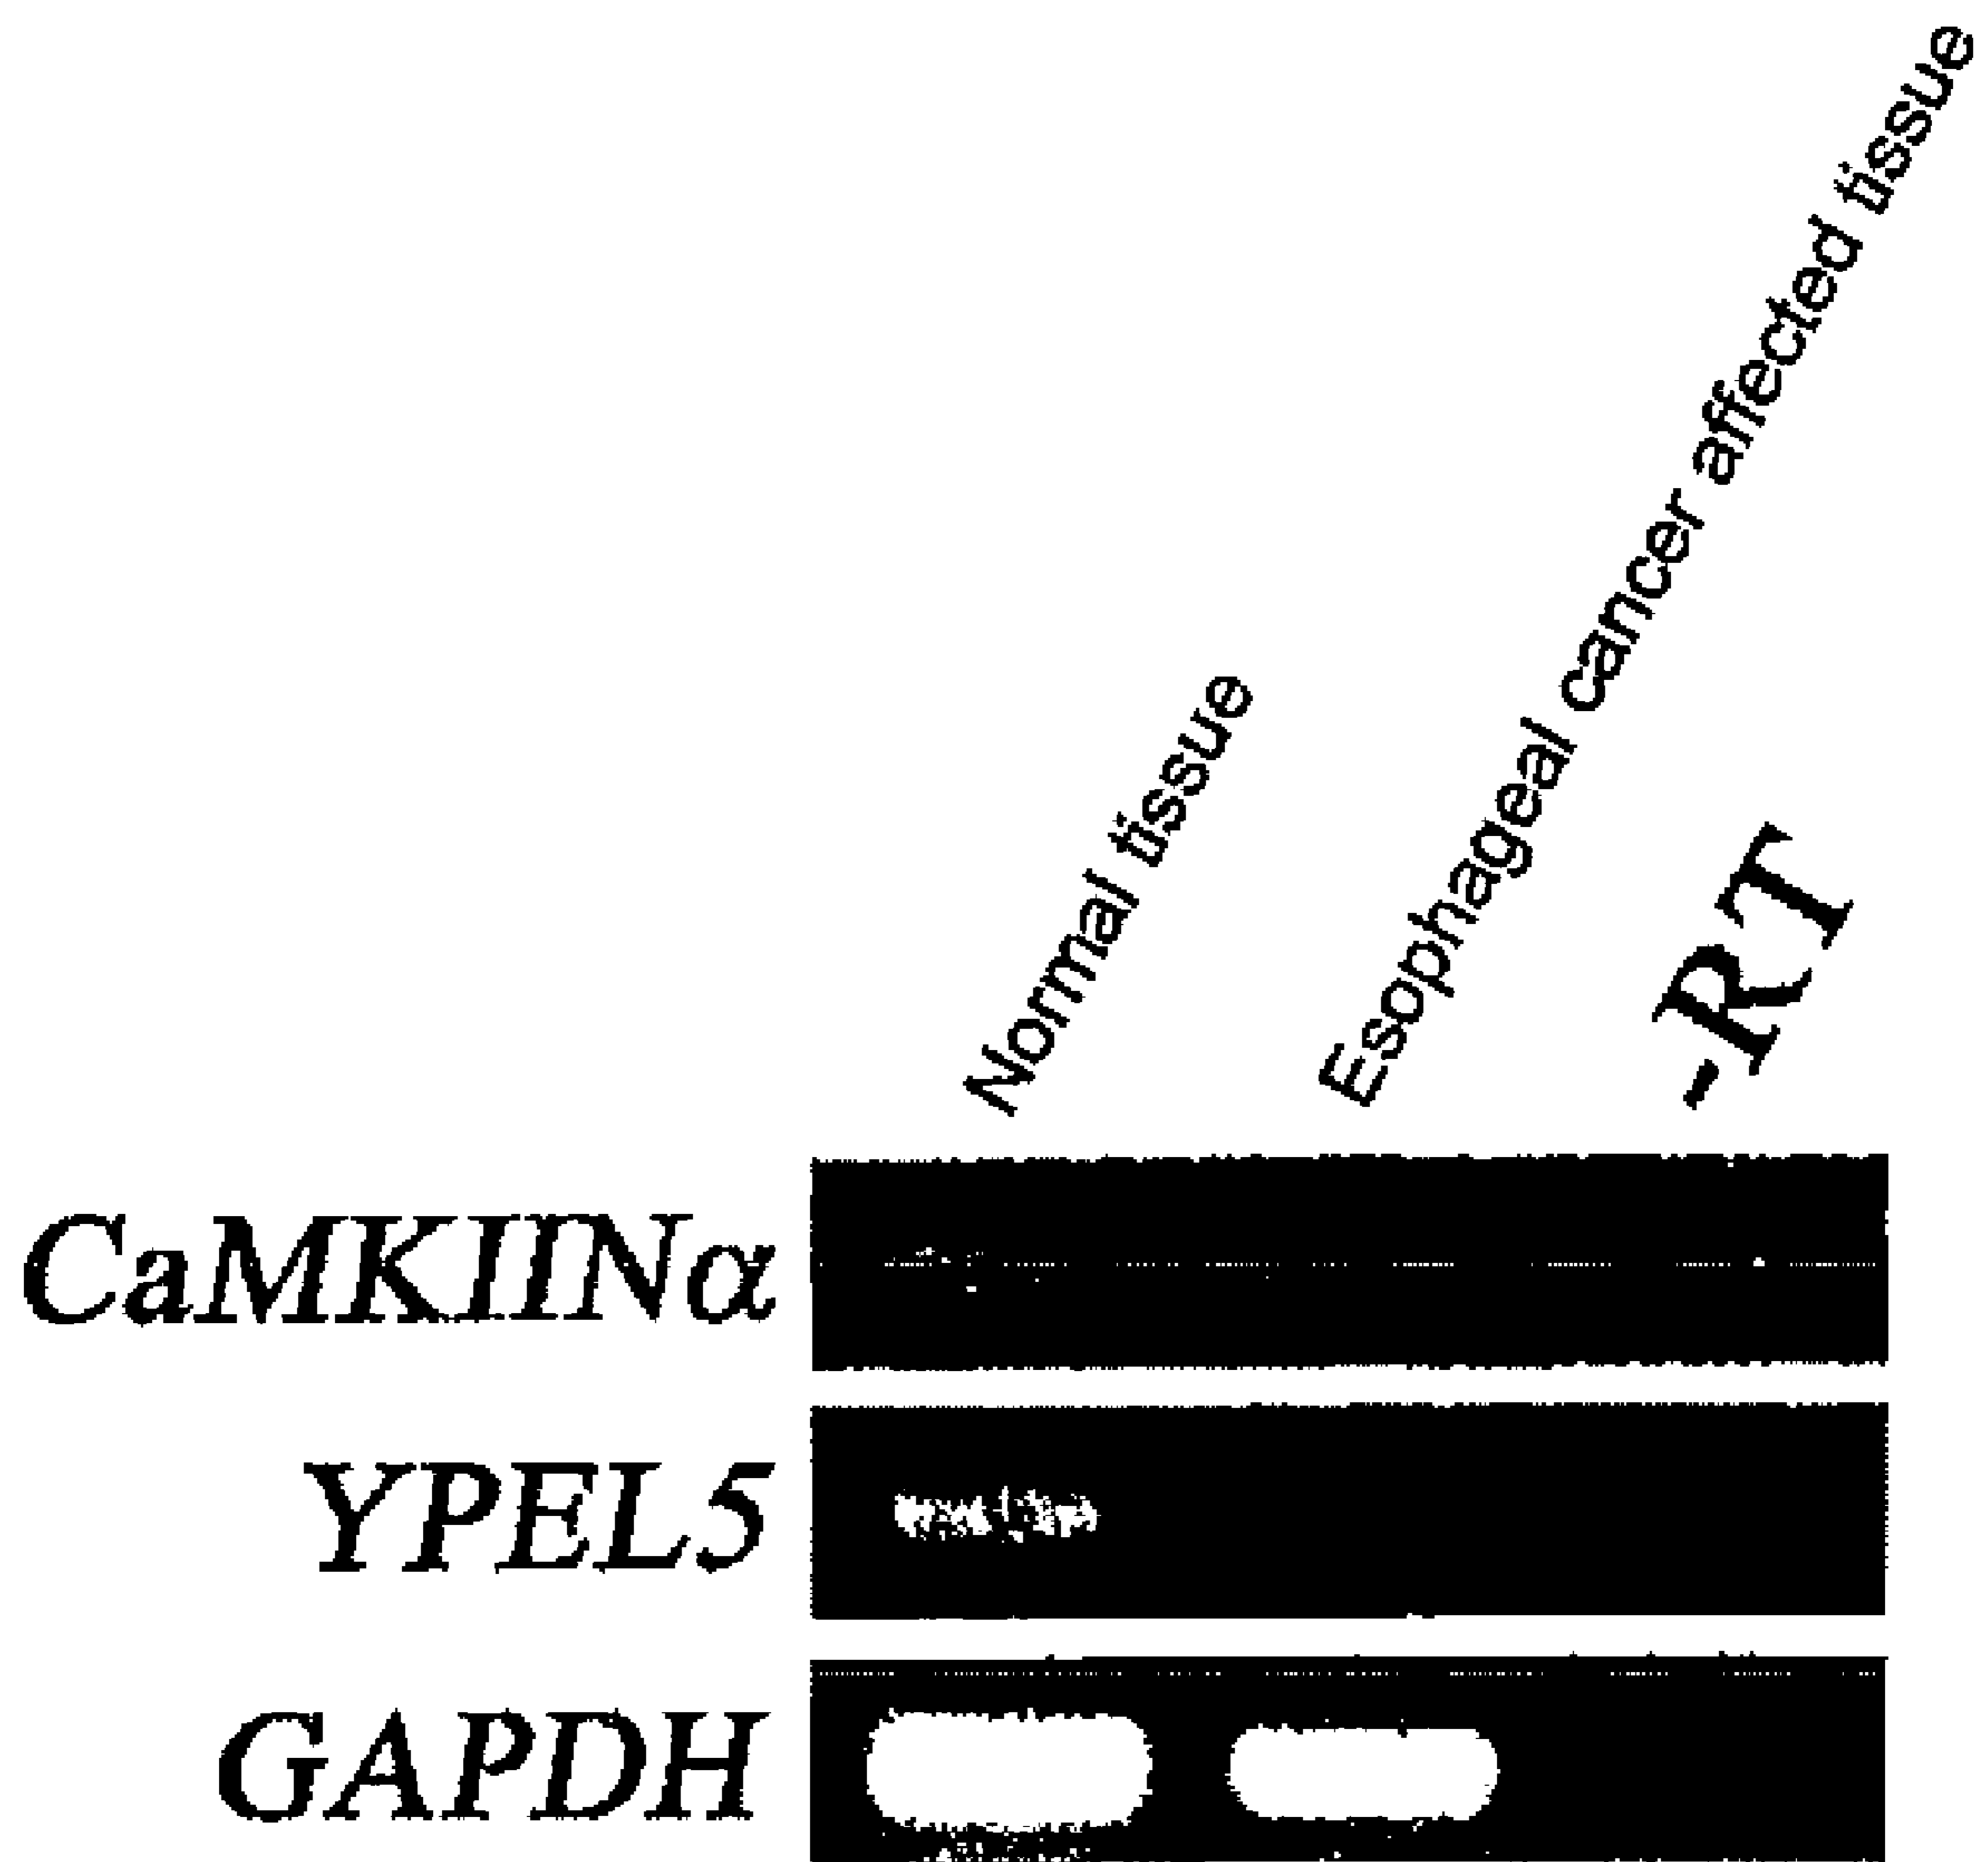 Normal tissue
Esophageal cancer affected tissue
-RT
CaMKIINα
YPEL5
GAPDH